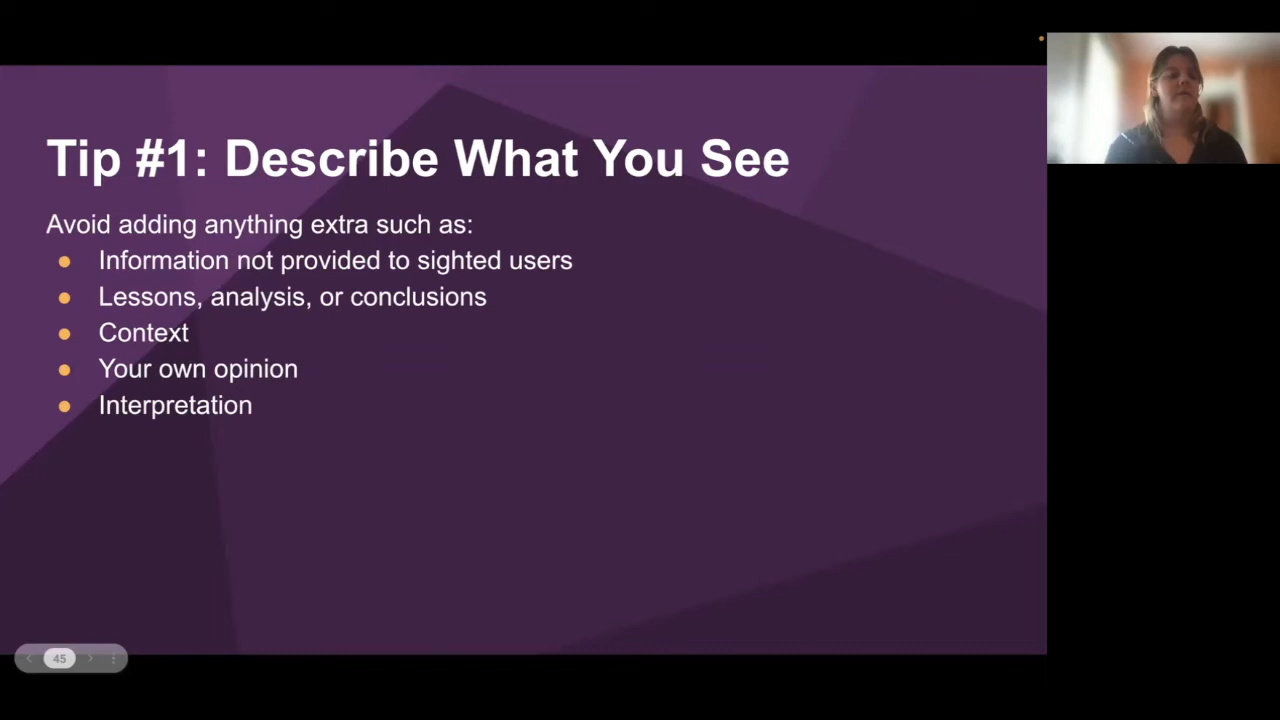 Tip #1: Describe What You See
Avoid adding anything extra such as:
● Information not provided to sighted users
● Lessons, analysis, or conclusions
● Context
● Your own opinion
● Interpretation
45